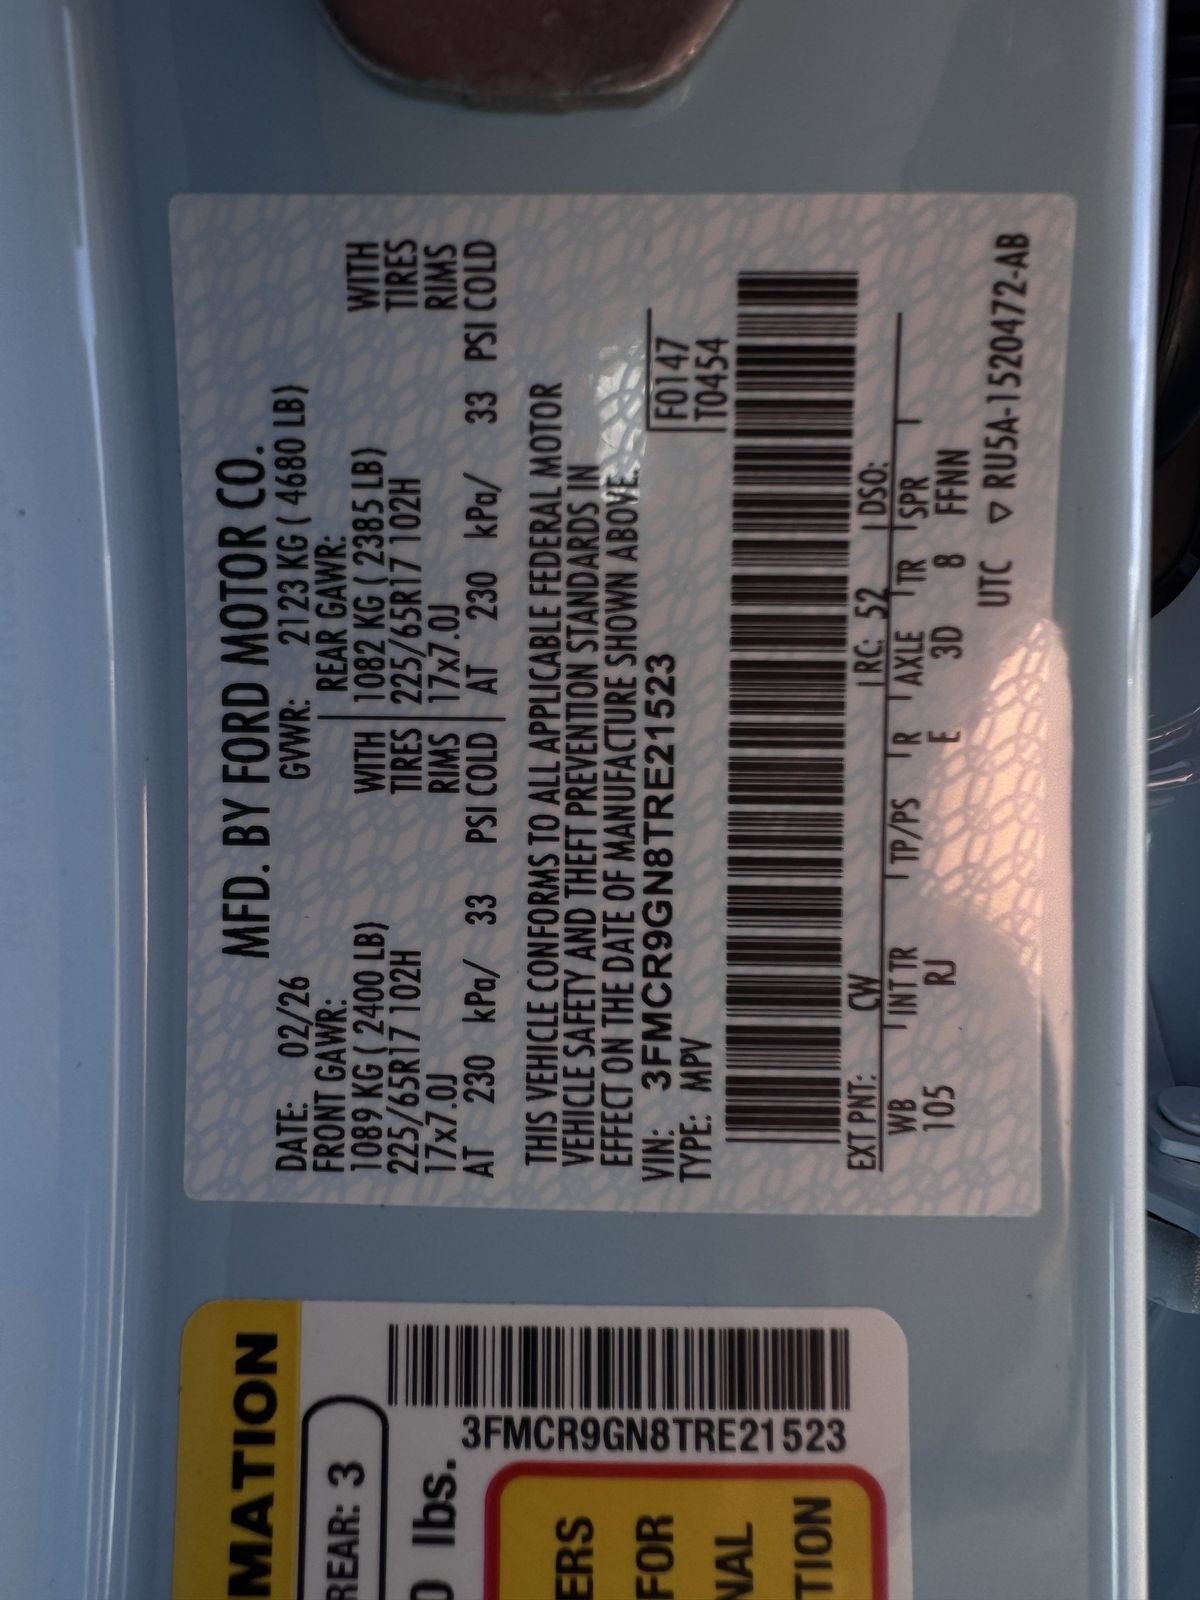 MFD. BY FORD MOTOR CO.
DATE: 02/26 GVWR: 2123 KG ( 4680 LB)
FRONT GAWR: REAR GAWR:
1089 KG ( 2400 LB) WITH 1082 KG ( 2385 LB) WITH
225/65R17 102H TIRES 225/65R17 102H TIRES
17x7.0J RIMS 17x7.0J RIMS
AT 230 kPa/ 33 PSI COLD AT 230 kPa/ 33 PSI COLD
THIS VEHICLE CONFORMS TO ALL APPLICABLE FEDERAL MOTOR
VEHICLE SAFETY AND THEFT PREVENTION STANDARDS IN
EFFECT ON THE DATE OF MANUFACTURE SHOWN ABOVE.
VIN: 3FMCR9GN8TRE21523 F0147
TYPE: MPV T0454
EXT PNT: CW RC: 52 DSO:
WB INT TR TP/PS R AXLE TR SPR
105 RJ E 3D 8 FFNN
UTC ▽ RU5A-1520472-AB
MATION
REAR: 3
lbs.
3FMCR9GN8TRE21523
ERS
FOR
NAL
TION